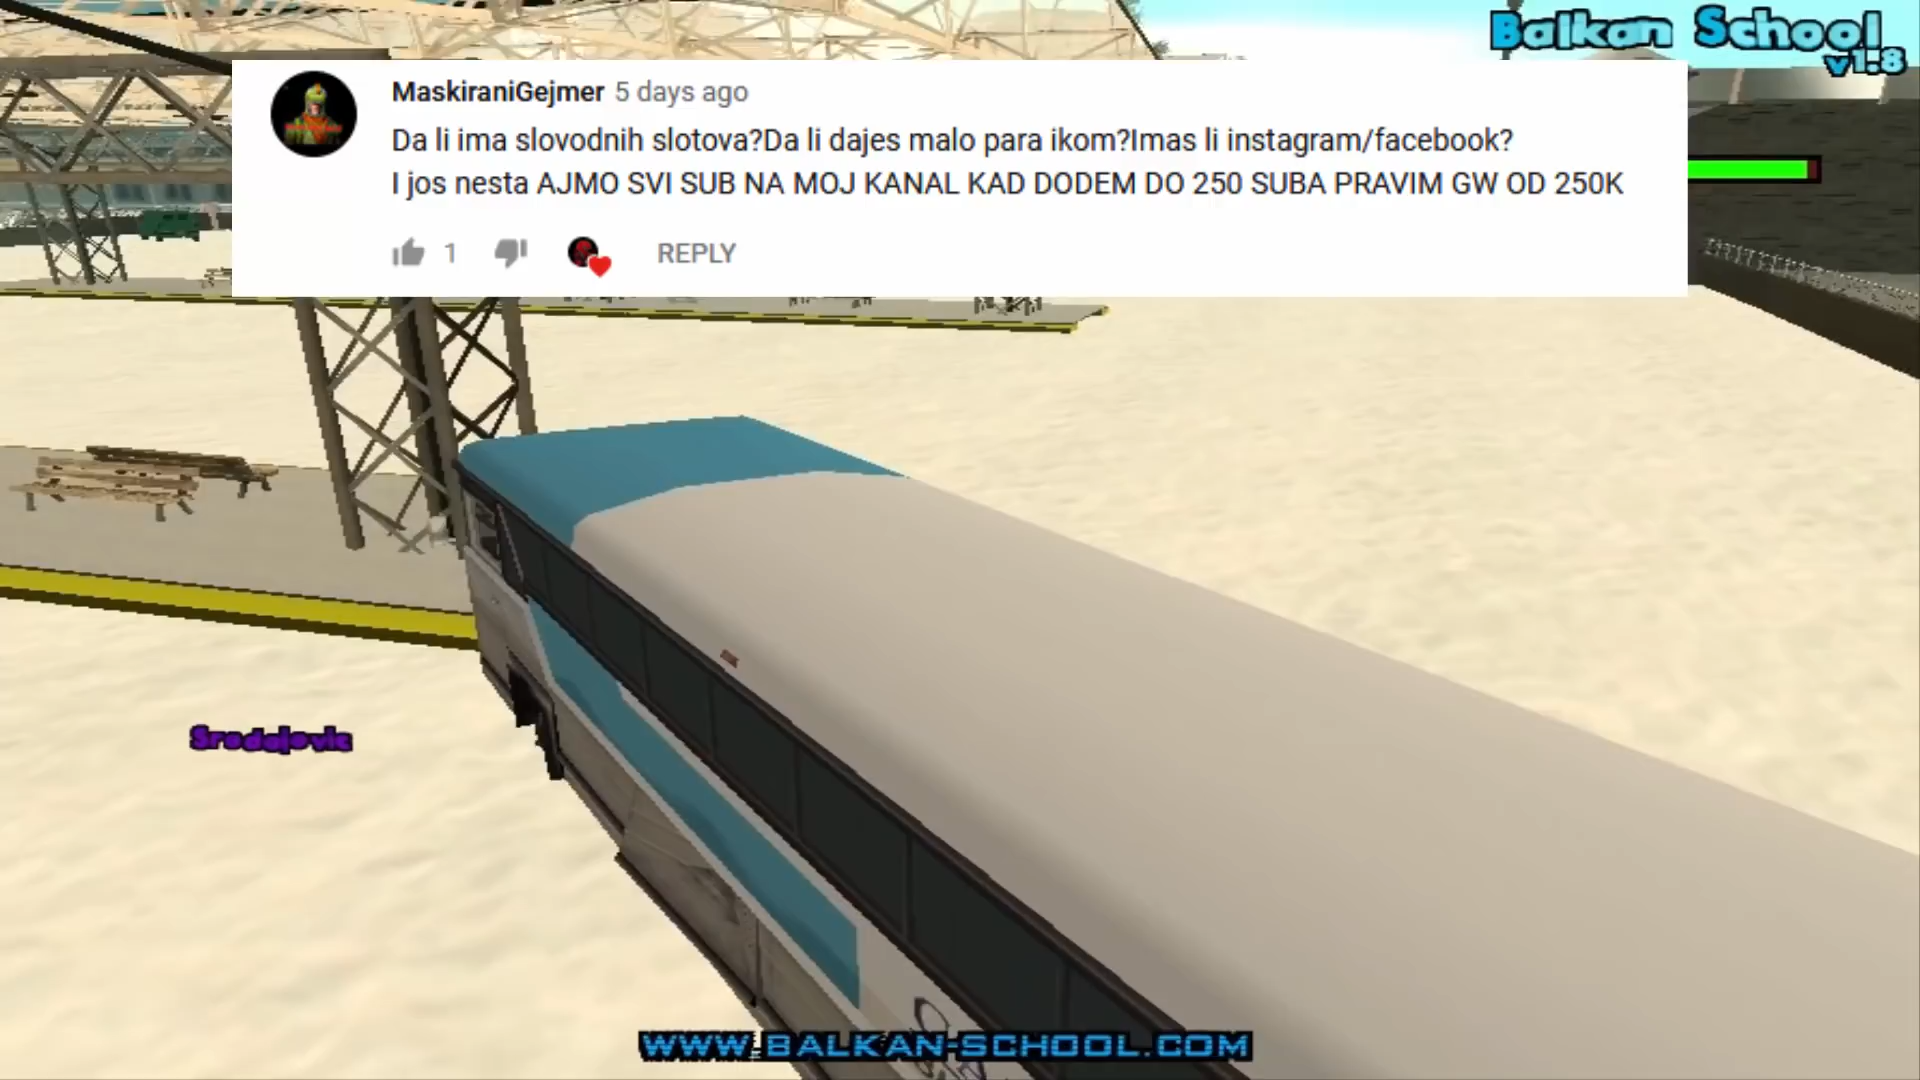 Balkan School
v1.8
MaskiraniGejmer 5 days ago
Da li ima slovodnih slotova?Da li dajes malo para ikom?Imas li instagram/facebook?
I jos nesta AJMO SVI SUB NA MOJ KANAL KAD DODEM DO 250 SUBA PRAVIM GW OD 250K
1 REPLY
WWW.BALKAN-SCHOOL.COM